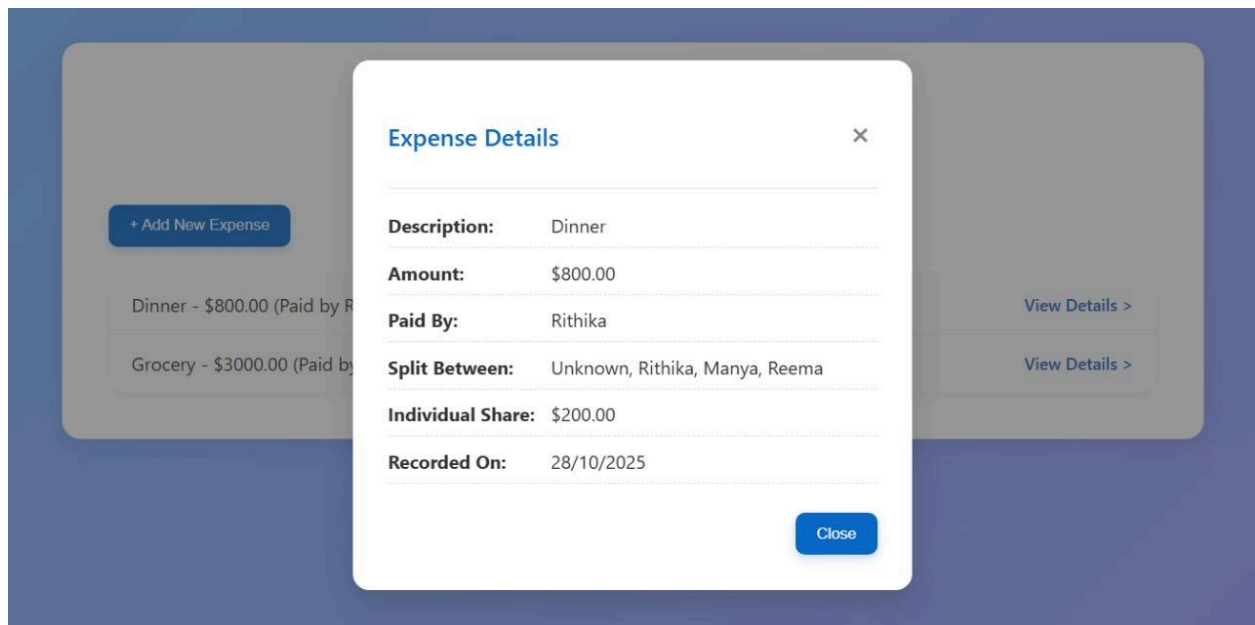 Expense Details ×
+ Add New Expense
Description: Dinner
Amount: $800.00
Dinner - $800.00 (Paid by R
View Details >
Paid By: Rithika
Grocery - $3000.00 (Paid by
View Details >
Split Between: Unknown, Rithika, Manya, Reema
Individual Share: $200.00
Recorded On: 28/10/2025
Close